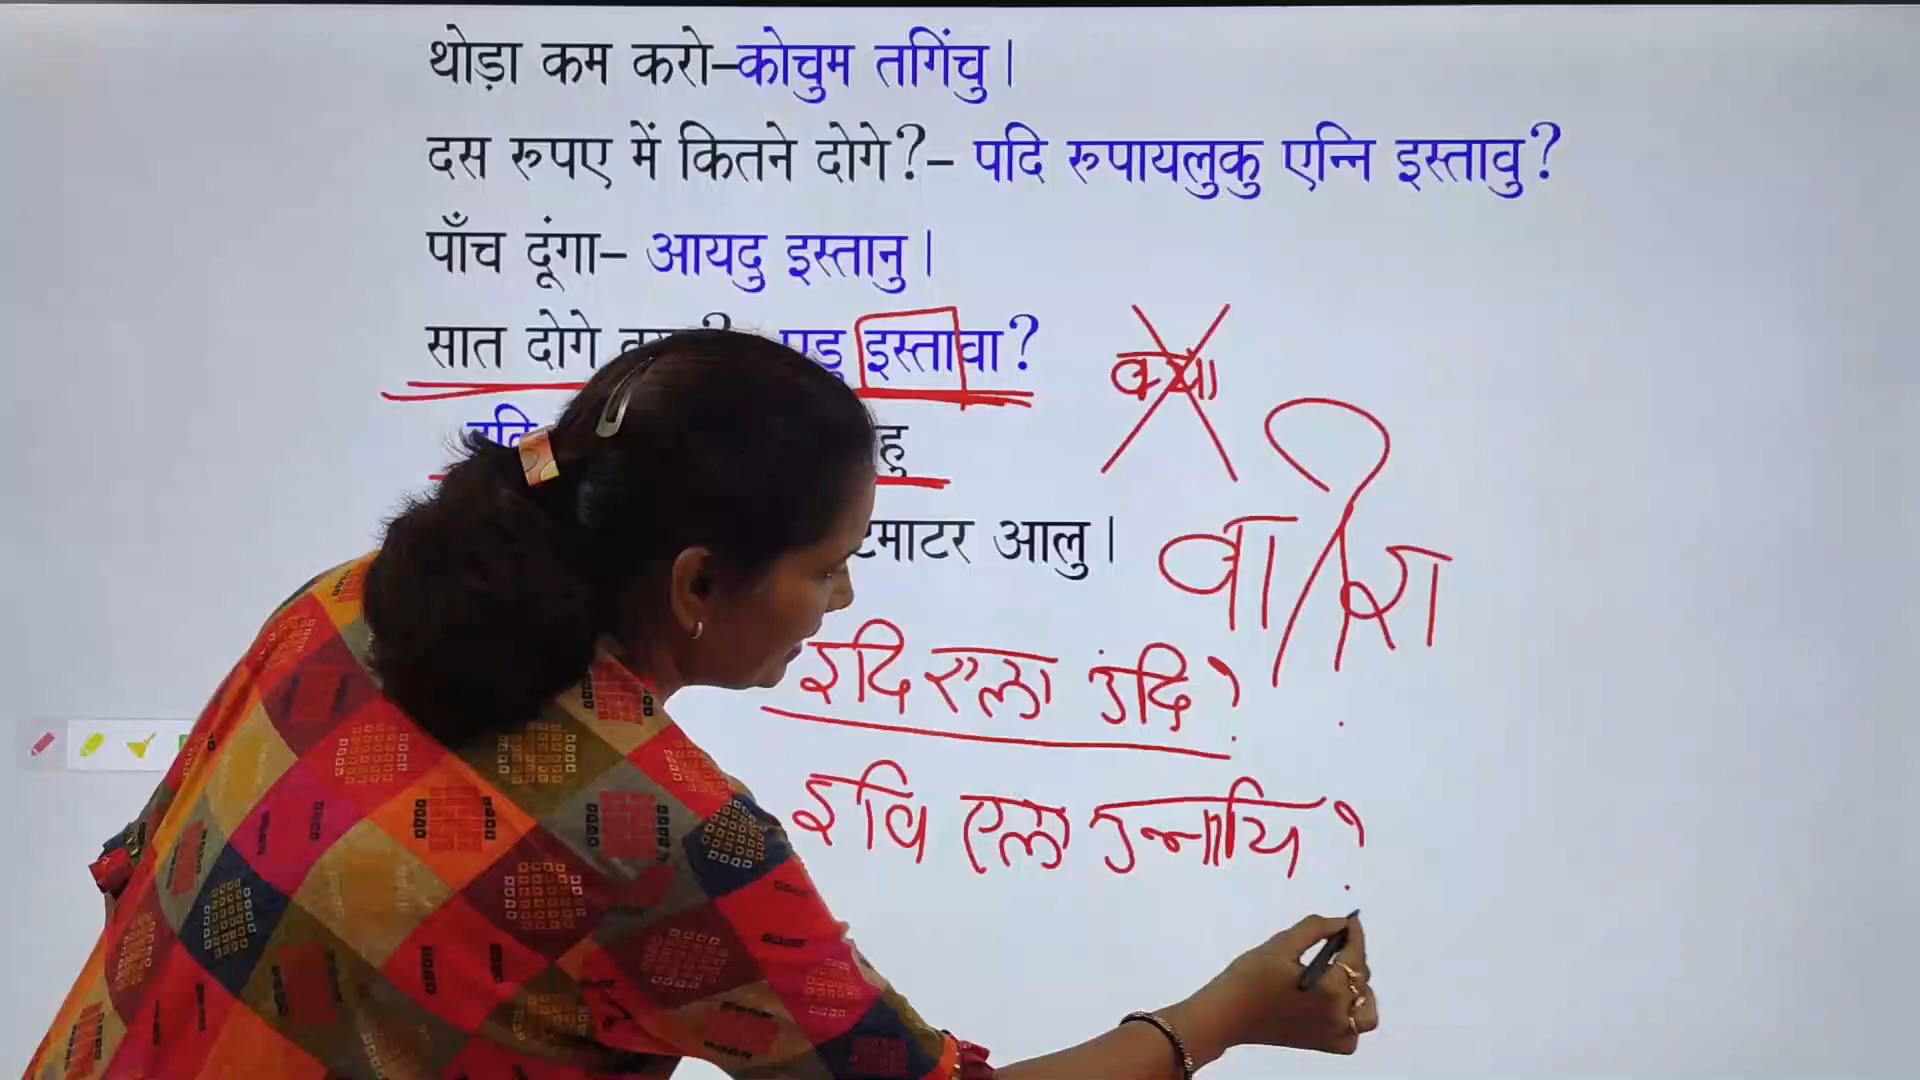 थोड़ा कम करो–कोचुम तगिंचु।
दस रुपए में कितने दोगे?– पदि रुपायलुकु एन्नि इस्तावु?
पाँच दूंगा– आयदु इस्तानु।
सात दोगे इस्तावा?
क्या
टमाटर आलु।
वा/रा
इदि एला उंदि?
इवि एला उन्नायि?